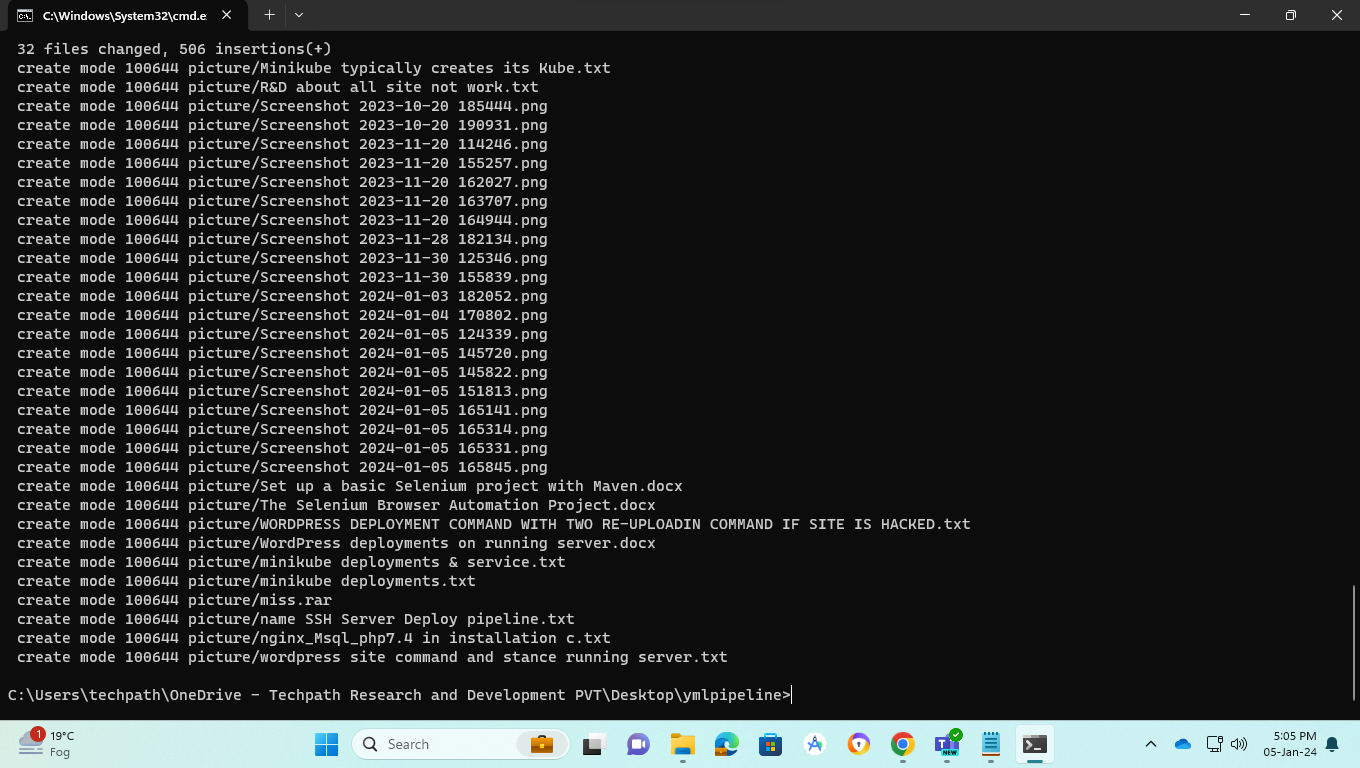 C:\Windows\System32\cmd.e
32 files changed, 506 insertions(+)
create mode 100644 picture/Minikube typically creates its Kube.txt
create mode 100644 picture/R&D about all site not work.txt
create mode 100644 picture/Screenshot 2023-10-20 185444.png
create mode 100644 picture/Screenshot 2023-10-20 190931.png
create mode 100644 picture/Screenshot 2023-11-20 114246.png
create mode 100644 picture/Screenshot 2023-11-20 155257.png
create mode 100644 picture/Screenshot 2023-11-20 162027.png
create mode 100644 picture/Screenshot 2023-11-20 163707.png
create mode 100644 picture/Screenshot 2023-11-20 164944.png
create mode 100644 picture/Screenshot 2023-11-28 182134.png
create mode 100644 picture/Screenshot 2023-11-30 125346.png
create mode 100644 picture/Screenshot 2023-11-30 155839.png
create mode 100644 picture/Screenshot 2024-01-03 182052.png
create mode 100644 picture/Screenshot 2024-01-04 170802.png
create mode 100644 picture/Screenshot 2024-01-05 124339.png
create mode 100644 picture/Screenshot 2024-01-05 145720.png
create mode 100644 picture/Screenshot 2024-01-05 145822.png
create mode 100644 picture/Screenshot 2024-01-05 151813.png
create mode 100644 picture/Screenshot 2024-01-05 165141.png
create mode 100644 picture/Screenshot 2024-01-05 165314.png
create mode 100644 picture/Screenshot 2024-01-05 165331.png
create mode 100644 picture/Screenshot 2024-01-05 165845.png
create mode 100644 picture/Set up a basic Selenium project with Maven.docx
create mode 100644 picture/The Selenium Browser Automation Project.docx
create mode 100644 picture/WORDPRESS DEPLOYMENT COMMAND WITH TWO RE-UPLOADIN COMMAND IF SITE IS HACKED.txt
create mode 100644 picture/WordPress deployments on running server.docx
create mode 100644 picture/minikube deployments & service.txt
create mode 100644 picture/minikube deployments.txt
create mode 100644 picture/miss.rar
create mode 100644 picture/name SSH Server Deploy pipeline.txt
create mode 100644 picture/nginx_Msql_php7.4 in installation c.txt
create mode 100644 picture/wordpress site command and stance running server.txt
C:\Users\techpath\OneDrive - Techpath Research and Development PVT\Desktop\ymlpipeline>
1
19°C
Fog
Search
NEW
5:05 PM
05-Jan-24